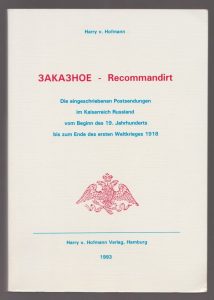 Harry v. Hofmann
ЗАКАЗНОЕ - Recommandirt
Die eingeschriebenen Postsendungen
im Kaiserreich Russland
vom Beginn des 19. Jahrhunderts
bis zum Ende des ersten Weltkrieges 1918
Harry v. Hofmann Verlag, Hamburg
1993